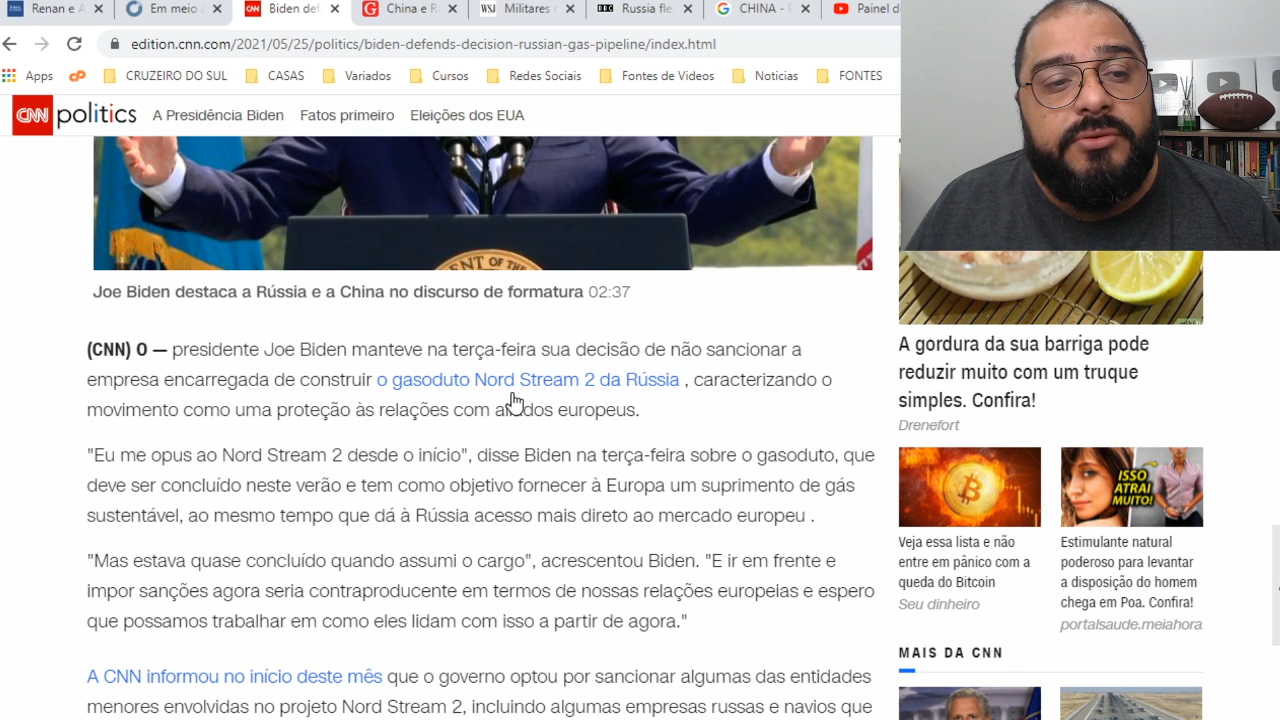 Renan e A
Em meio
Biden def
China e R
Militares
Russia fle
CHINA -
Painel d
edition.cnn.com/2021/05/25/politics/biden-defends-decision-russian-gas-pipeline/index.html
Apps
CRUZEIRO DO SUL
CASAS
Variados
Cursos
Redes Sociais
Fontes de Videos
Noticias
FONTES
CNN politics
A Presidência Biden
Fatos primeiro
Eleições dos EUA
ENT OF THE
Joe Biden destaca a Rússia e a China no discurso de formatura 02:37
(CNN) O — presidente Joe Biden manteve na terça-feira sua decisão de não sancionar a
empresa encarregada de construir o gasoduto Nord Stream 2 da Rússia , caracterizando o
movimento como uma proteção às relações com aliados europeus.
"Eu me opus ao Nord Stream 2 desde o início", disse Biden na terça-feira sobre o gasoduto, que
deve ser concluído neste verão e tem como objetivo fornecer à Europa um suprimento de gás
sustentável, ao mesmo tempo que dá à Rússia acesso mais direto ao mercado europeu .
"Mas estava quase concluído quando assumi o cargo", acrescentou Biden. "E ir em frente e
impor sanções agora seria contraproducente em termos de nossas relações europeias e espero
que possamos trabalhar em como eles lidam com isso a partir de agora."
A CNN informou no início deste mês que o governo optou por sancionar algumas das entidades
menores envolvidas no projeto Nord Stream 2, incluindo algumas empresas russas e navios que
A gordura da sua barriga pode
reduzir muito com um truque
simples. Confira!
Drenefort
Veja essa lista e não
entre em pânico com a
queda do Bitcoin
Seu dinheiro
ISSO
ATRAI
MUITO!
Estimulante natural
poderoso para levantar
a disposição do homem
chega em Poa. Confira!
portalsaude.meiahora
MAIS DA CNN